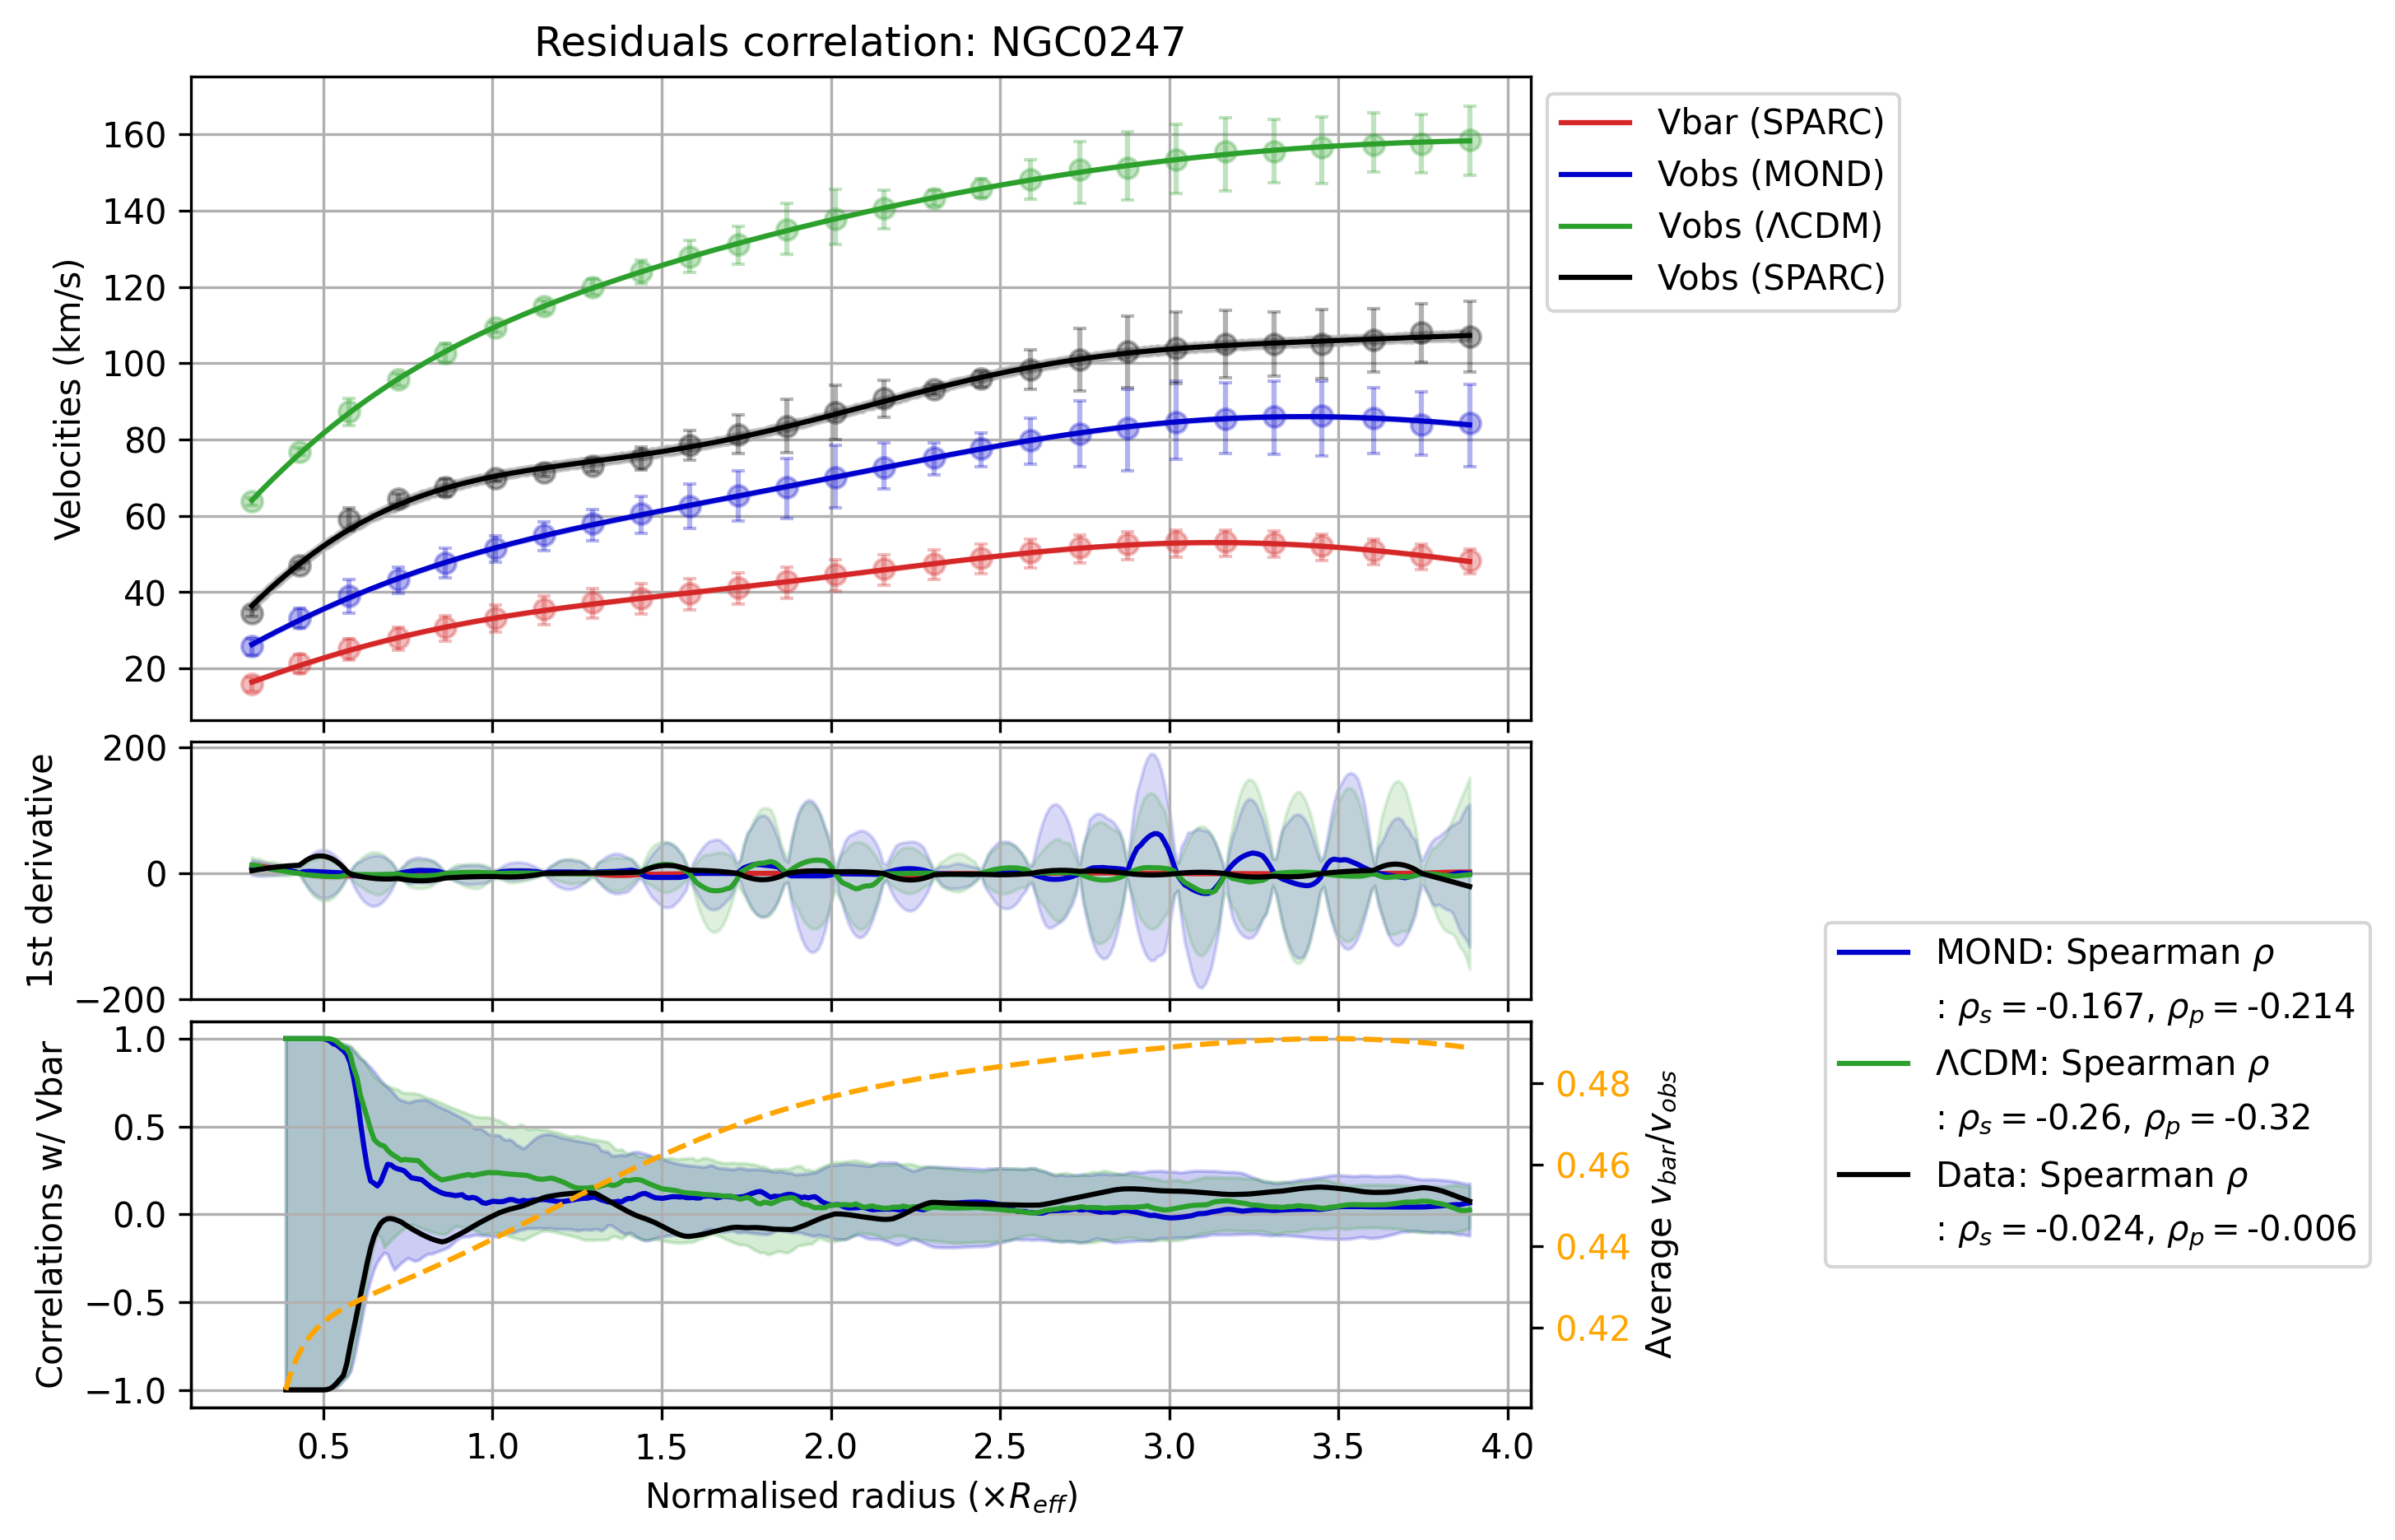 Residuals correlation: NGC0247
Velocities (km/s)
160
140
120
100
80
60
40
20
Vbar (SPARC)
Vobs (MOND)
Vobs (ΛCDM)
Vobs (SPARC)
1st derivative
200
0
−200
Correlations w/ Vbar
1.0
0.5
0.0
−0.5
−1.0
0.48
0.46
0.44
0.42
Average v_bar/v_obs
MOND: Spearman ρ
: ρ_s = -0.167, ρ_p = -0.214
ΛCDM: Spearman ρ
: ρ_s = -0.26, ρ_p = -0.32
Data: Spearman ρ
: ρ_s = -0.024, ρ_p = -0.006
0.5 1.0 1.5 2.0 2.5 3.0 3.5 4.0
Normalised radius (×R_eff)